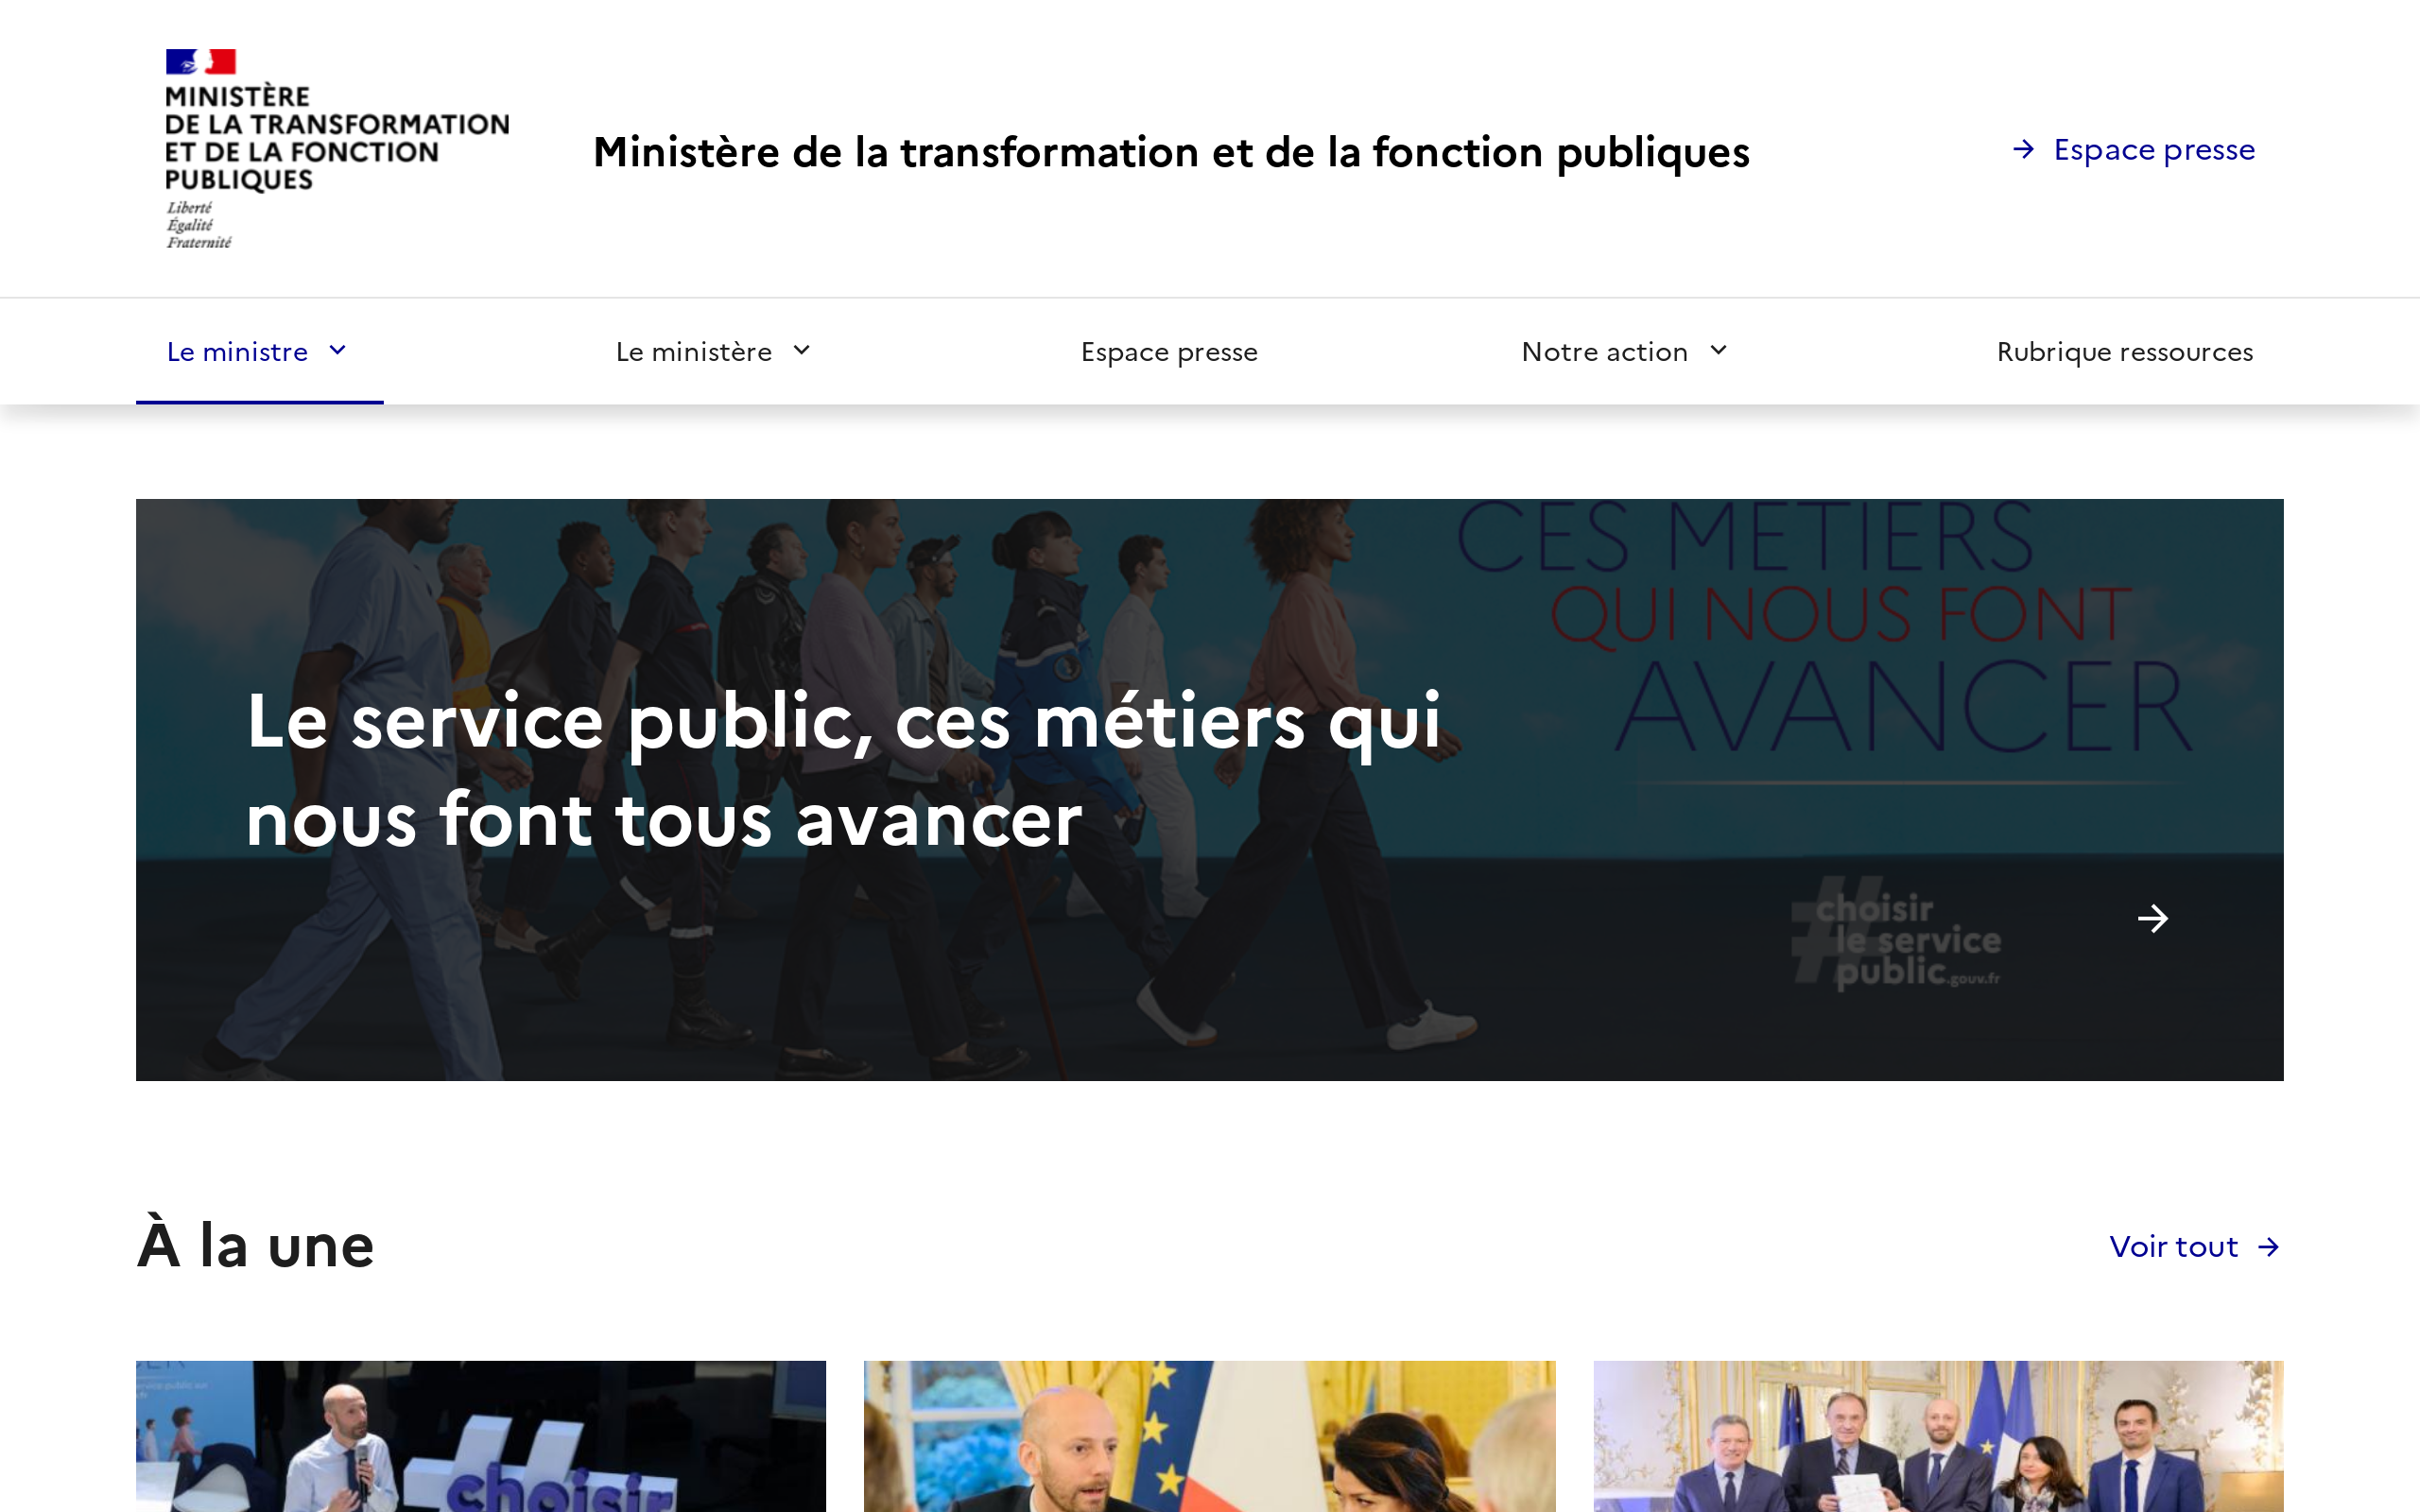 MINISTÈRE
DE LA TRANSFORMATION
ET DE LA FONCTION
PUBLIQUES
Liberté
Égalité
Fraternité
Ministère de la transformation et de la fonction publiques
Espace presse
Le ministre
Le ministère
Espace presse
Notre action
Rubrique ressources
CES METIERS
QUI NOUS FONT
AVANCER
Le service public, ces métiers qui
nous font tous avancer
#choisir
le service
public.gouv.fr
À la une
Voir tout
choisir